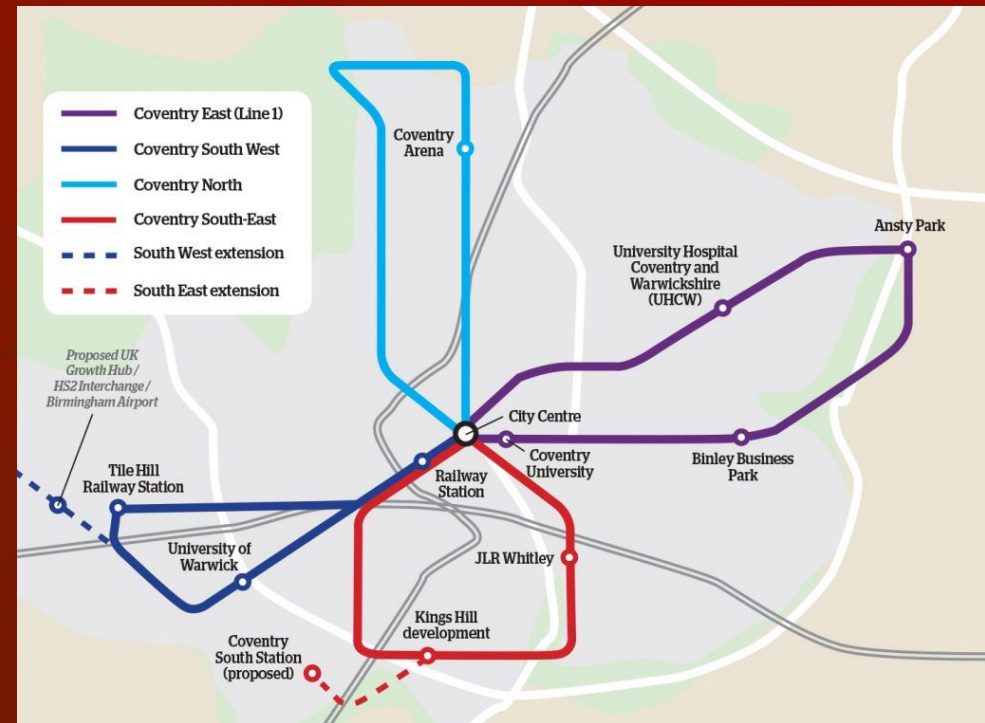 Coventry East (Line 1)
Coventry South West
Coventry North
Coventry South-East
South West extension
South East extension
Coventry
Arena
Ansty Park
University Hospital
Coventry and
Warwickshire
(UHCW)
Proposed UK
Growth Hub /
HS2 Interchange /
Birmingham Airport
City Centre
Coventry
University
Binley Business
Park
Railway
Station
Tile Hill
Railway Station
University of
Warwick
JLR Whitley
Kings Hill
development
Coventry
South Station
(proposed)